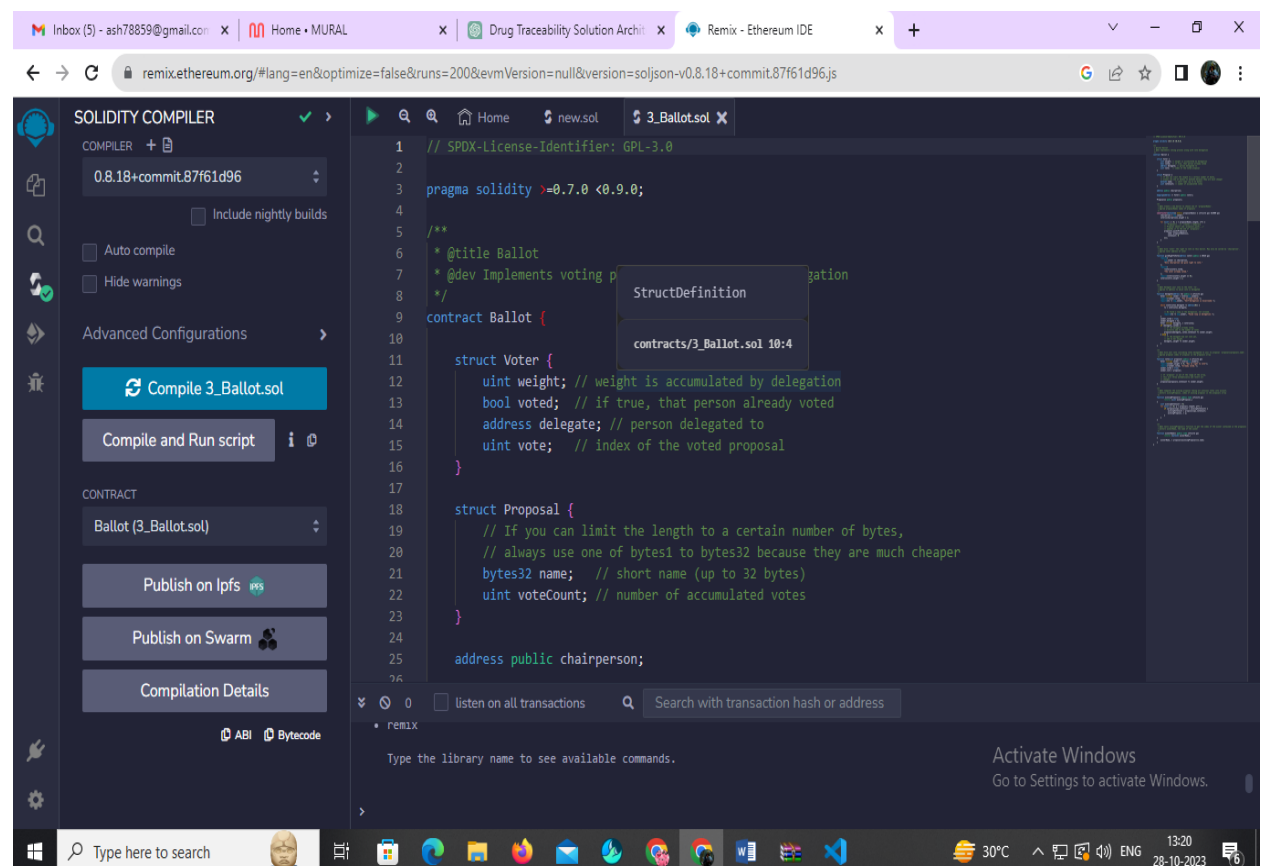 Inbox (5) - ash78859@gmail.con
Home • MURAL
Drug Traceability Solution Archit
Remix - Ethereum IDE
remix.ethereum.org/#lang=en&optimize=false&runs=200&evmVersion=null&version=soljson-v0.8.18+commit.87f61d96.js
SOLIDITY COMPILER
COMPILER
0.8.18+commit.87f61d96
Include nightly builds
Auto compile
Hide warnings
Advanced Configurations
Compile 3_Ballot.sol
Compile and Run script
i
CONTRACT
Ballot (3_Ballot.sol)
Publish on Ipfs
IPFS
Publish on Swarm
Compilation Details
ABI Bytecode
Home new.sol 3_Ballot.sol
1 // SPDX-License-Identifier: GPL-3.0
2
3 pragma solidity >=0.7.0 <0.9.0;
4
5 /**
6 * @title Ballot
7 * @dev Implements voting p gation
8 */
9 contract Ballot {
10
11 struct Voter {
12 uint weight; // weight is accumulated by delegation
13 bool voted; // if true, that person already voted
14 address delegate; // person delegated to
15 uint vote; // index of the voted proposal
16 }
17
18 struct Proposal {
19 // If you can limit the length to a certain number of bytes,
20 // always use one of bytes1 to bytes32 because they are much cheaper
21 bytes32 name; // short name (up to 32 bytes)
22 uint voteCount; // number of accumulated votes
23 }
24
25 address public chairperson;
26
StructDefinition
contracts/3_Ballot.sol 10:4
0 listen on all transactions Search with transaction hash or address
• remix
Type the library name to see available commands.
>
Activate Windows
Go to Settings to activate Windows.
Type here to search
30°C ENG
13:20
28-10-2023
6